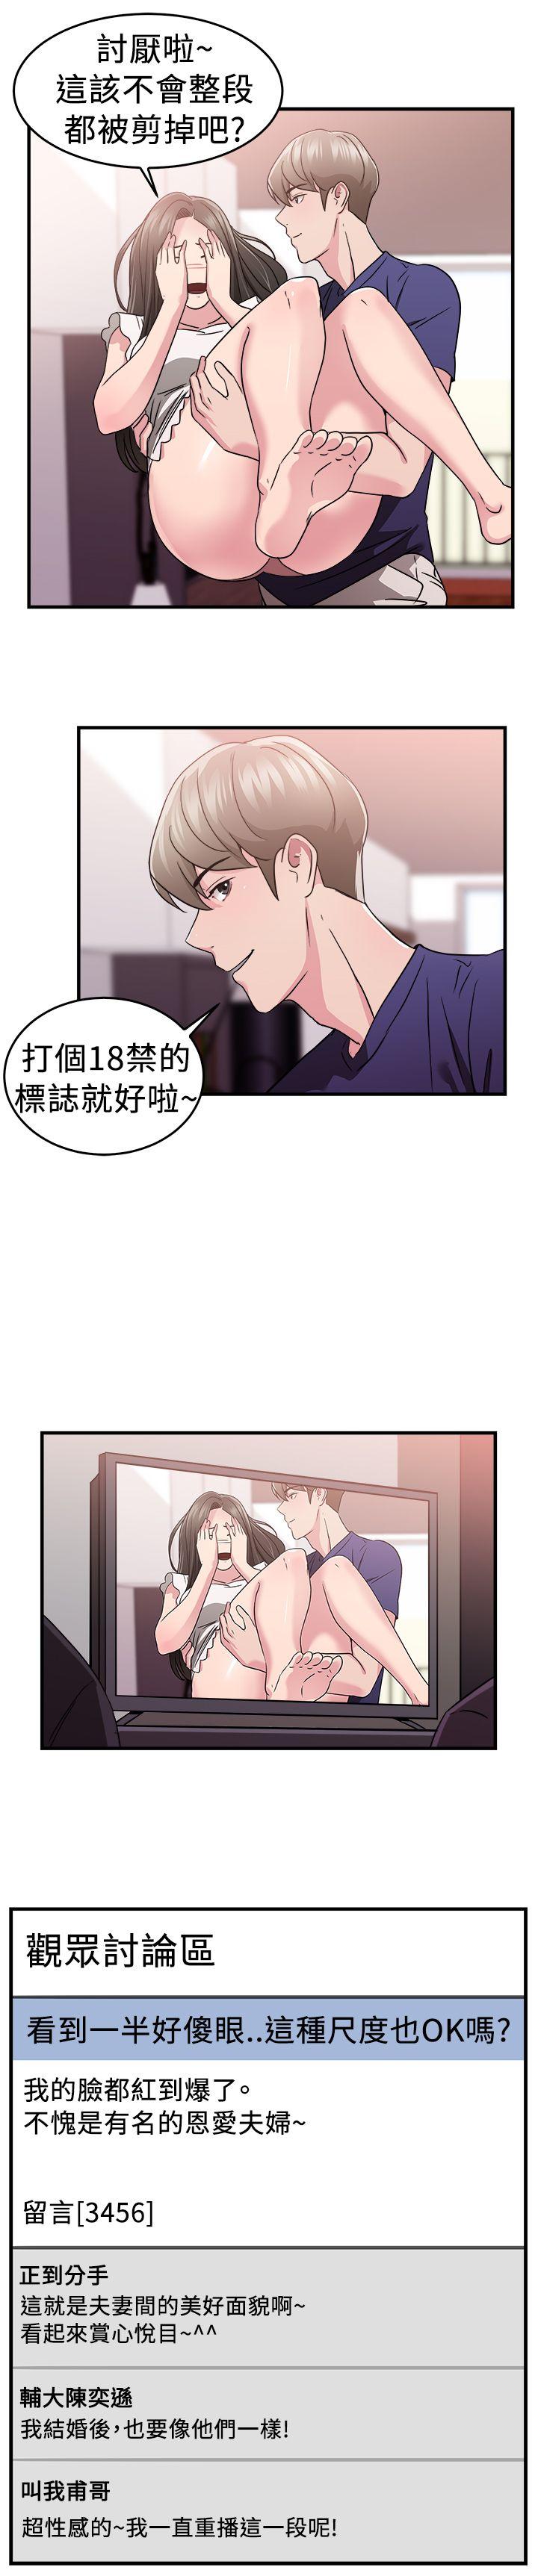 討厭啦~
這該不會整段
都被剪掉吧?
打個18禁的
標誌就好啦~
觀眾討論區
看到一半好傻眼..這種尺度也OK嗎?
我的臉都紅到爆了。
不愧是有名的恩愛夫婦~
留言[3456]
正到分手
這就是夫妻間的美好面貌啊~
看起來賞心悅目~^^
輔大陳奕遜
我結婚後,也要像他們一樣!
叫我甫哥
超性感的~我一直重播這一段呢!